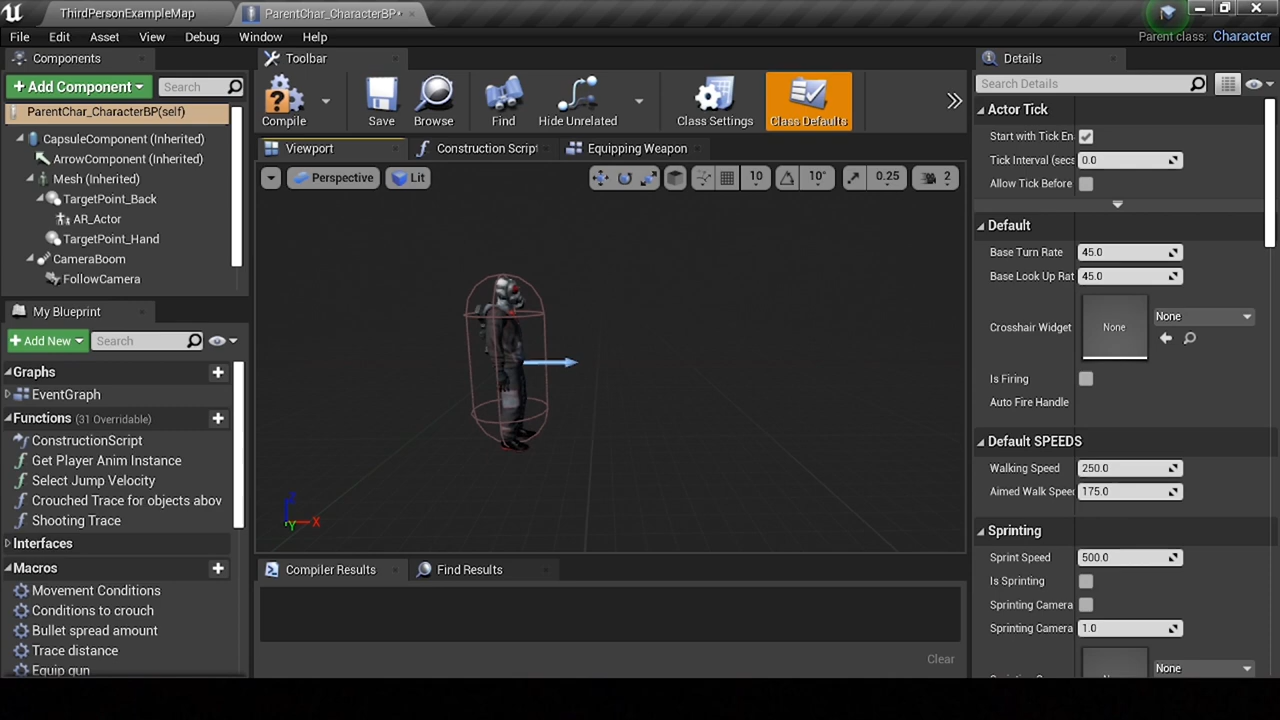 ThirdPersonExampleMap
ParentChar_CharacterBP•
File Edit Asset View Debug Window Help
Parent class: Character
Components
+ Add Component
Search
ParentChar_CharacterBP(self)
CapsuleComponent (Inherited)
ArrowComponent (Inherited)
Mesh (Inherited)
TargetPoint_Back
AR_Actor
TargetPoint_Hand
CameraBoom
FollowCamera
My Blueprint
+ Add New
Search
Graphs
EventGraph
Functions (31 Overridable)
ConstructionScript
Get Player Anim Instance
Select Jump Velocity
Crouched Trace for objects abov
Shooting Trace
Interfaces
Macros
Movement Conditions
Conditions to crouch
Bullet spread amount
Trace distance
Equip gun
Toolbar
Compile
Save
Browse
Find
Hide Unrelated
Class Settings
Class Defaults
Viewport
Construction Scrip
Equipping Weapon
Perspective
Lit
10
10°
0.25
2
Z
Y
X
Compiler Results
Find Results
Clear
Details
Search Details
Actor Tick
Start with Tick En
Tick Interval (secs
0.0
Allow Tick Before
Default
Base Turn Rate
45.0
Base Look Up Rat
45.0
Crosshair Widget
None
None
Is Firing
Auto Fire Handle
Default SPEEDS
Walking Speed
250.0
Aimed Walk Speed
175.0
Sprinting
Sprint Speed
500.0
Is Sprinting
Sprinting Camera
Sprinting Camera
1.0
None